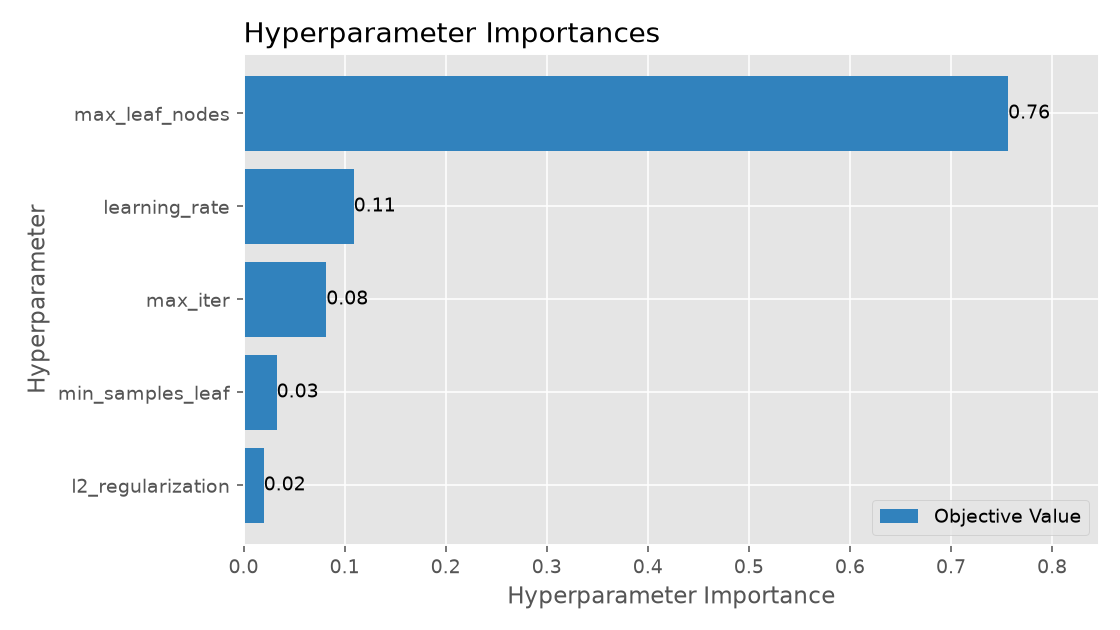 Hyperparameter Importances
max_leaf_nodes
0.76
learning_rate
0.11
max_iter
0.08
min_samples_leaf
0.03
l2_regularization
0.02
Hyperparameter
Objective Value
0.0 0.1 0.2 0.3 0.4 0.5 0.6 0.7 0.8
Hyperparameter Importance